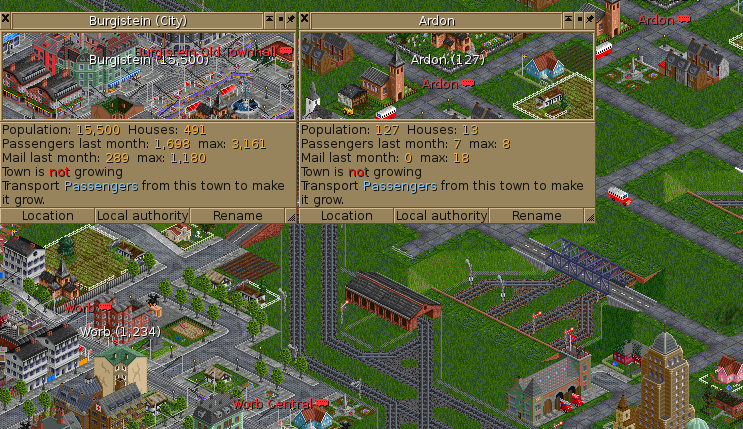 Burgistein (City)
Burgistein Old Townhall
Burgistein (15,500)
Population: 15,500 Houses: 491
Passengers last month: 1,698 max: 3,161
Mail last month: 289 max: 1,180
Town is not growing
Transport Passengers from this town to make
it grow.
Location Local authority Rename
Ardon
Ardon (127)
Ardon
Population: 127 Houses: 13
Passengers last month: 7 max: 8
Mail last month: 0 max: 18
Town is not growing
Transport Passengers from this town to make
it grow.
Location Local authority Rename
Ardon
Worb
Worb (1,234)
Worb Central